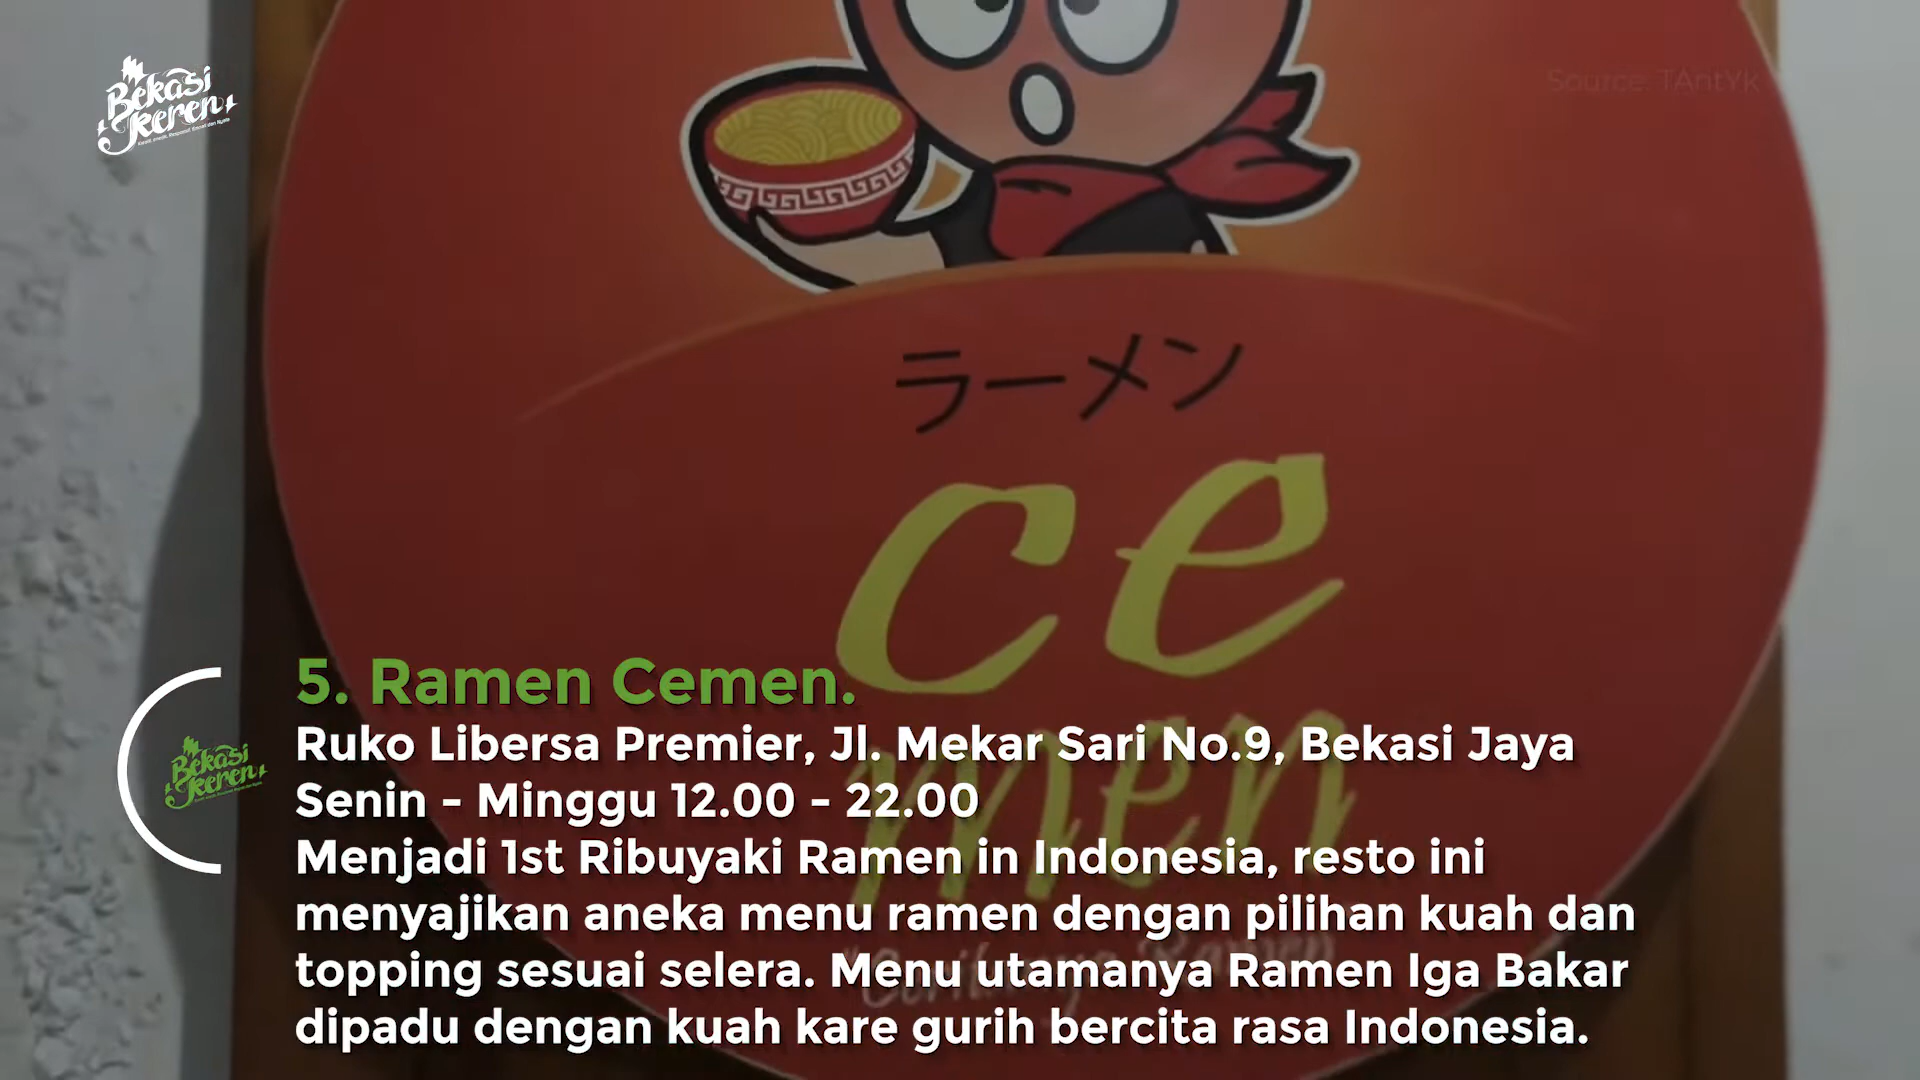 Bekasi
Keren
Source: TAntYk
ラーメン
ce
men
5. Ramen Cemen.
Bekasi
Keren
Ruko Libersa Premier, Jl. Mekar Sari No.9, Bekasi Jaya
Senin - Minggu 12.00 - 22.00
Menjadi 1st Ribuyaki Ramen in Indonesia, resto ini
menyajikan aneka menu ramen dengan pilihan kuah dan
topping sesuai selera. Menu utamanya Ramen Iga Bakar
dipadu dengan kuah kare gurih bercita rasa Indonesia.